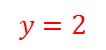 y = 2